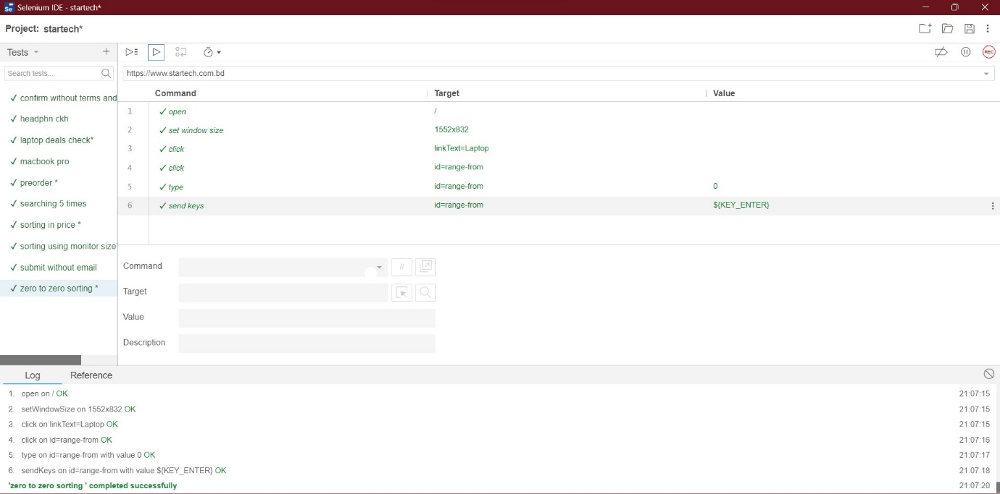 Selenium IDE - startech*
Project: startech*
Tests
https://www.startech.com.bd
Search tests...
Command Target Value
✓ confirm without terms and
✓ headphn ckh
✓ laptop deals check*
✓ macbook pro
✓ preorder *
✓ searching 5 times
✓ sorting in price *
✓ sorting using monitor size*
✓ submit without email
✓ zero to zero sorting *
1 ✓ open /
2 ✓ set window size 1552x832
3 ✓ click linkText=Laptop
4 ✓ click id=range-from
5 ✓ type id=range-from 0
6 ✓ send keys id=range-from ${KEY_ENTER}
Command //
Target
Value
Description
Log Reference
1. open on / OK 21:07:15
2. setWindowSize on 1552x832 OK 21:07:15
3. click on linkText=Laptop OK 21:07:15
4. click on id=range-from OK 21:07:16
5. type on id=range-from with value 0 OK 21:07:17
6. sendKeys on id=range-from with value ${KEY_ENTER} OK 21:07:18
'zero to zero sorting ' completed successfully 21:07:20
REC
Se